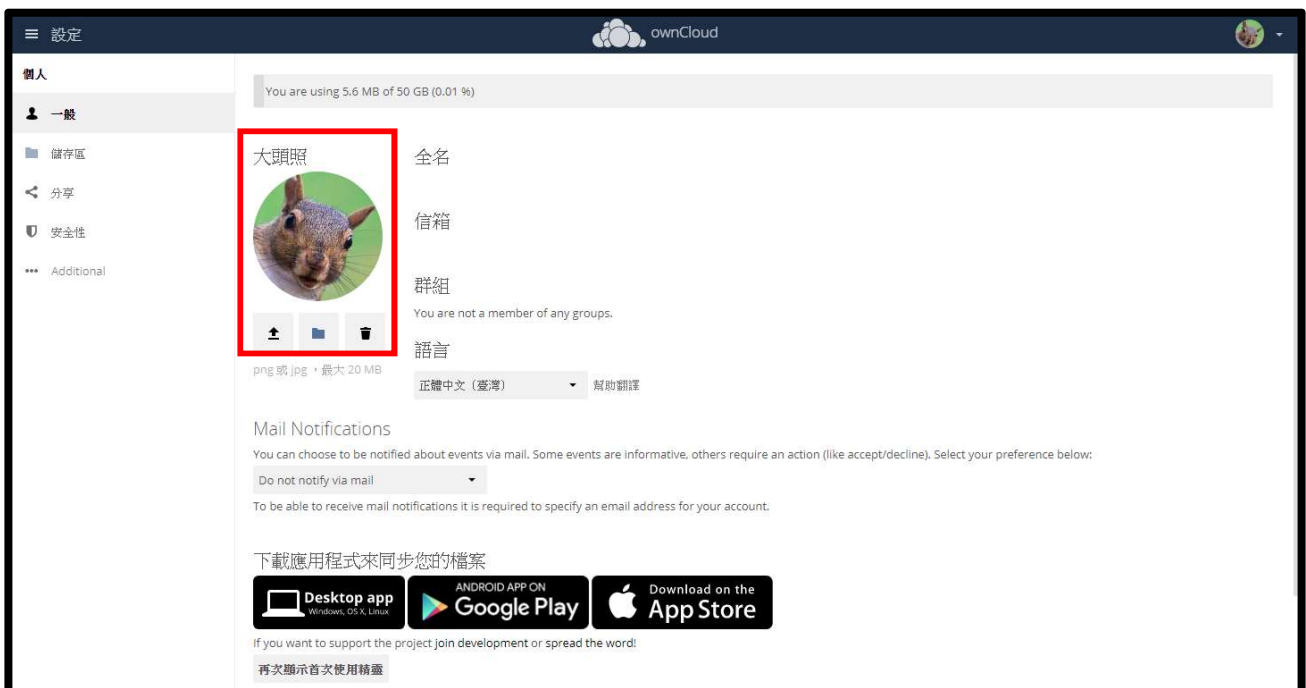 設定
ownCloud
個人
You are using 5.6 MB of 50 GB (0.01 %)
一般
儲存區
分享
安全性
Additional
大頭照
png 或 jpg，最大 20 MB
全名
信箱
群組
You are not a member of any groups.
語言
正體中文（臺灣）
幫助翻譯
Mail Notifications
You can choose to be notified about events via mail. Some events are informative, others require an action (like accept/decline). Select your preference below:
Do not notify via mail
To be able to receive mail notifications it is required to specify an email address for your account.
下載應用程式來同步您的檔案
Desktop app
Windows, OS X, Linux
ANDROID APP ON
Google Play
Download on the
App Store
If you want to support the project join development or spread the word!
再次顯示首次使用精靈